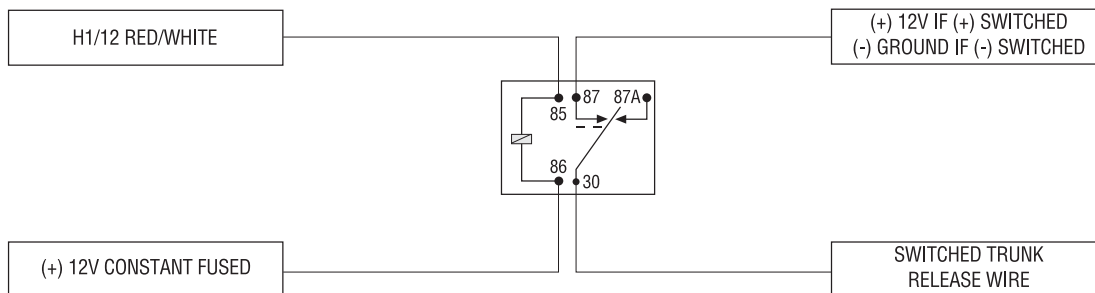 H1/12 RED/WHITE
(+) 12V IF (+) SWITCHED
(-) GROUND IF (-) SWITCHED
87 87A
85
86
30
(+) 12V CONSTANT FUSED
SWITCHED TRUNK
RELEASE WIRE